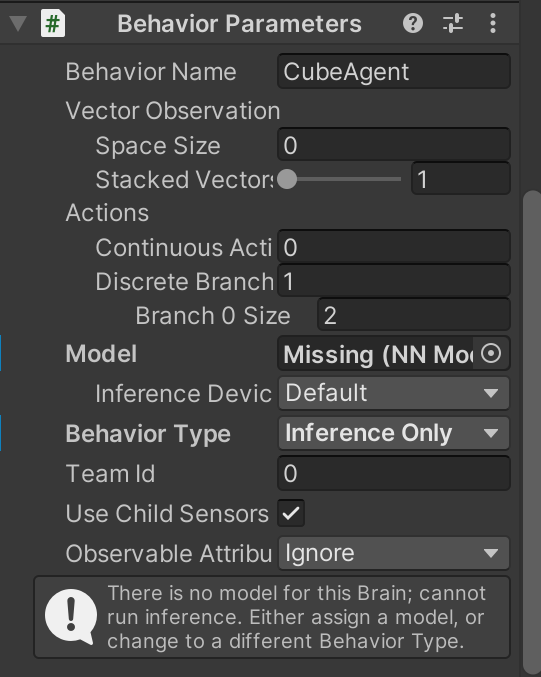 # Behavior Parameters
Behavior Name CubeAgent
Vector Observation
Space Size 0
Stacked Vectors 1
Actions
Continuous Acti 0
Discrete Branch 1
Branch 0 Size 2
Model Missing (NN Mo
Inference Devic Default
Behavior Type Inference Only
Team Id 0
Use Child Sensors
Observable Attribu Ignore
There is no model for this Brain; cannot
run inference. Either assign a model, or
change to a different Behavior Type.